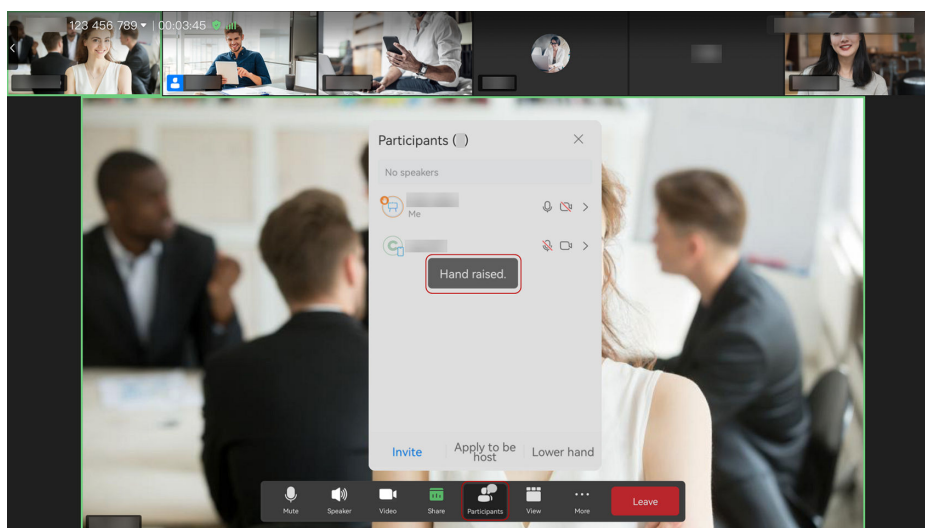 123 456 789 ▾ | 00:03:45
Participants ( )
No speakers
Me
Hand raised.
Invite
Apply to be
host
Lower hand
Mute
Speaker
Video
Share
Participants
View
More
Leave